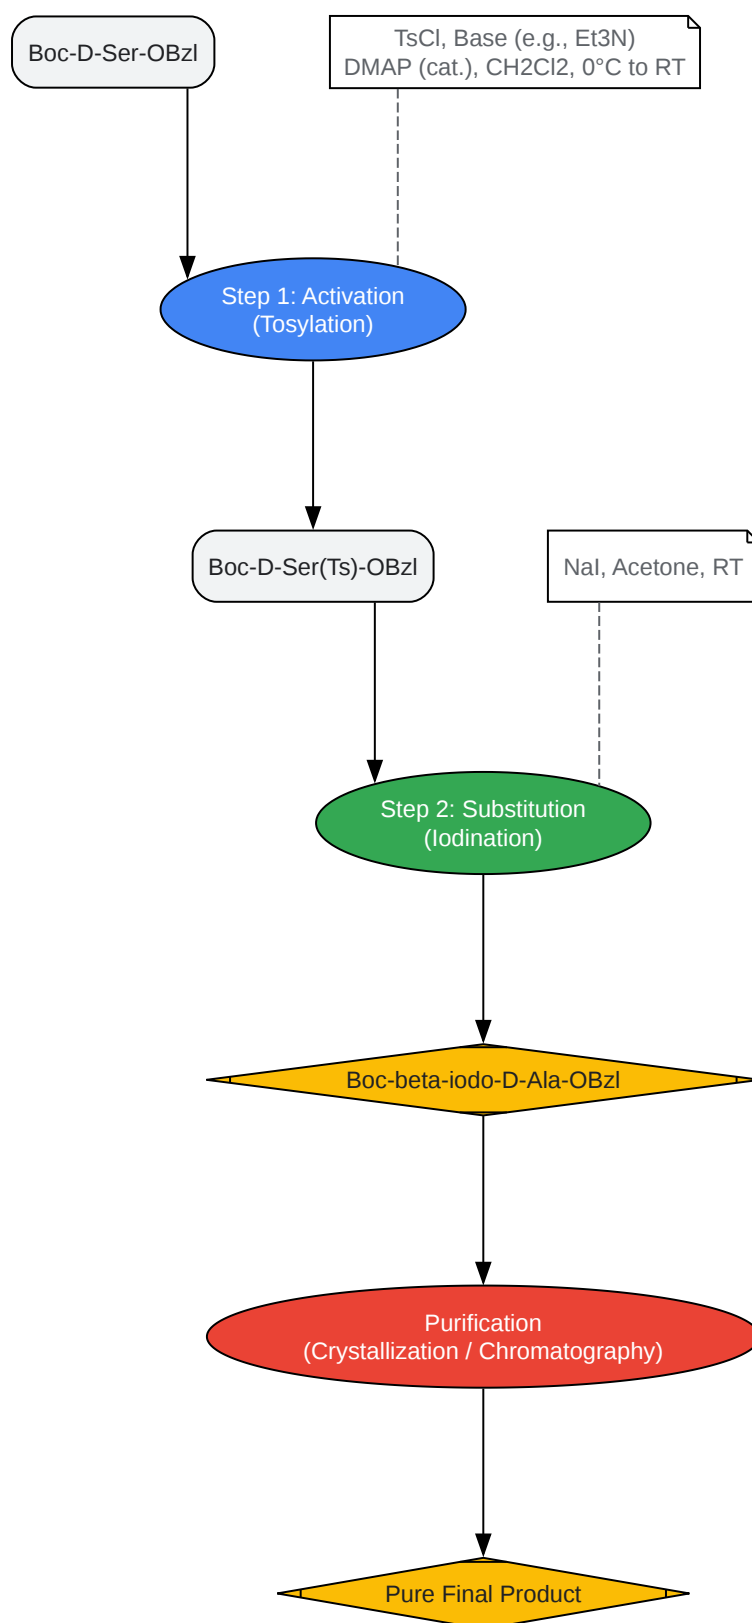 Boc-D-Ser-OBzl
TsCl, Base (e.g., Et3N)
DMAP (cat.), CH2Cl2, 0°C to RT
Step 1: Activation
(Tosylation)
Boc-D-Ser(Ts)-OBzl
NaI, Acetone, RT
Step 2: Substitution
(Iodination)
Boc-beta-iodo-D-Ala-OBzl
Purification
(Crystallization / Chromatography)
Pure Final Product